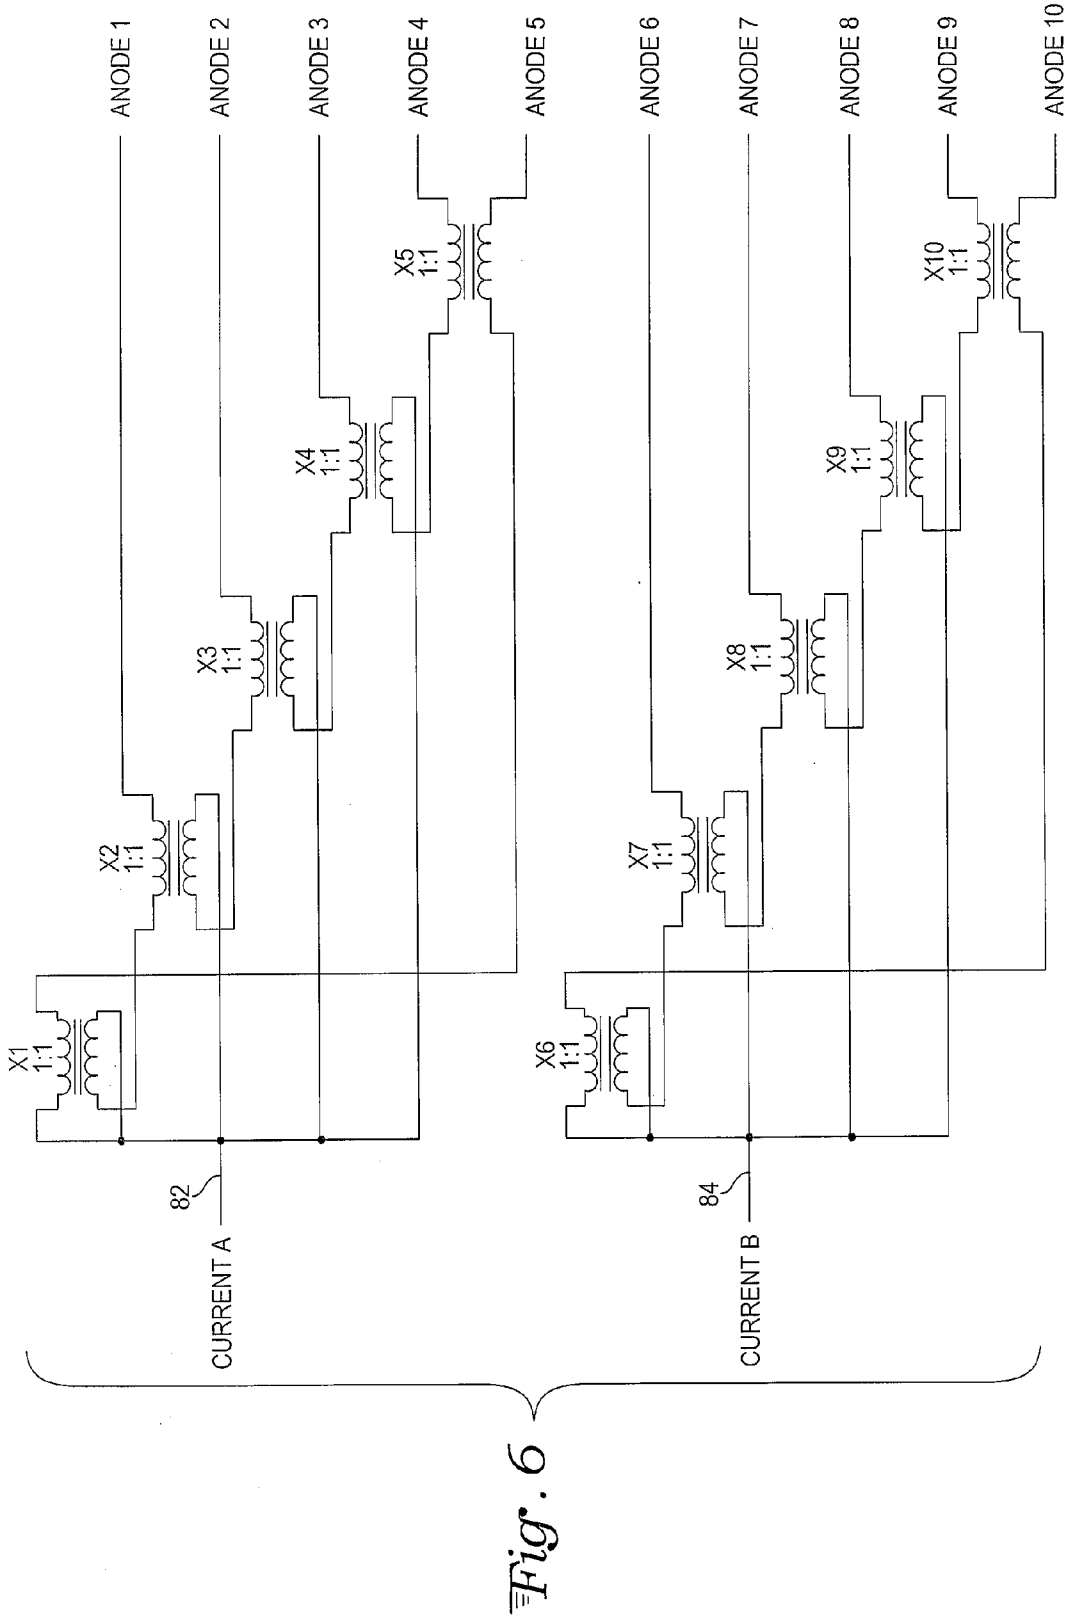 ANODE 1
ANODE 2
ANODE 3
ANODE 4
ANODE 5
X1
1:1
X2
1:1
X3
1:1
X4
1:1
X5
1:1
82
CURRENT A
ANODE 6
ANODE 7
ANODE 8
ANODE 9
ANODE 10
X6
1:1
X7
1:1
X8
1:1
X9
1:1
X10
1:1
84
CURRENT B
Fig. 6